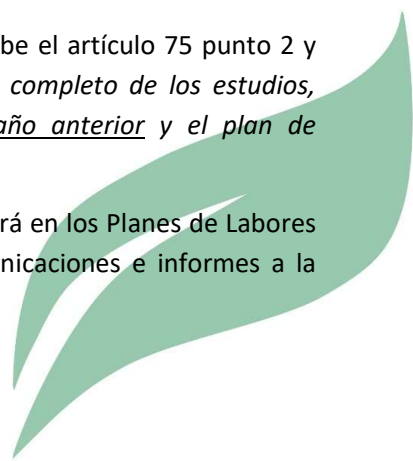 be el artículo 75 punto 2 y
completo de los estudios,
año anterior y el plan de
rá en los Planes de Labores
nicaciones e informes a la